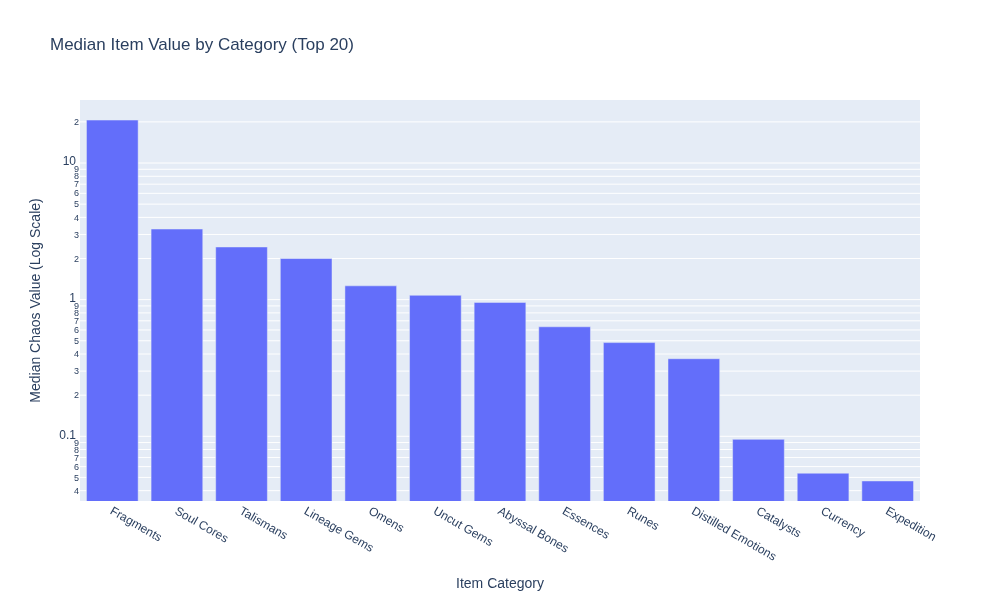 Median Item Value by Category (Top 20)
Median Chaos Value (Log Scale)
2
10
9
8
7
6
5
4
3
2
1
9
8
7
6
5
4
3
2
0.1
9
8
7
6
5
4
Fragments
Soul Cores
Talismans
Lineage Gems
Omens
Uncut Gems
Abyssal Bones
Essences
Runes
Distilled Emotions
Catalysts
Currency
Expedition
Item Category